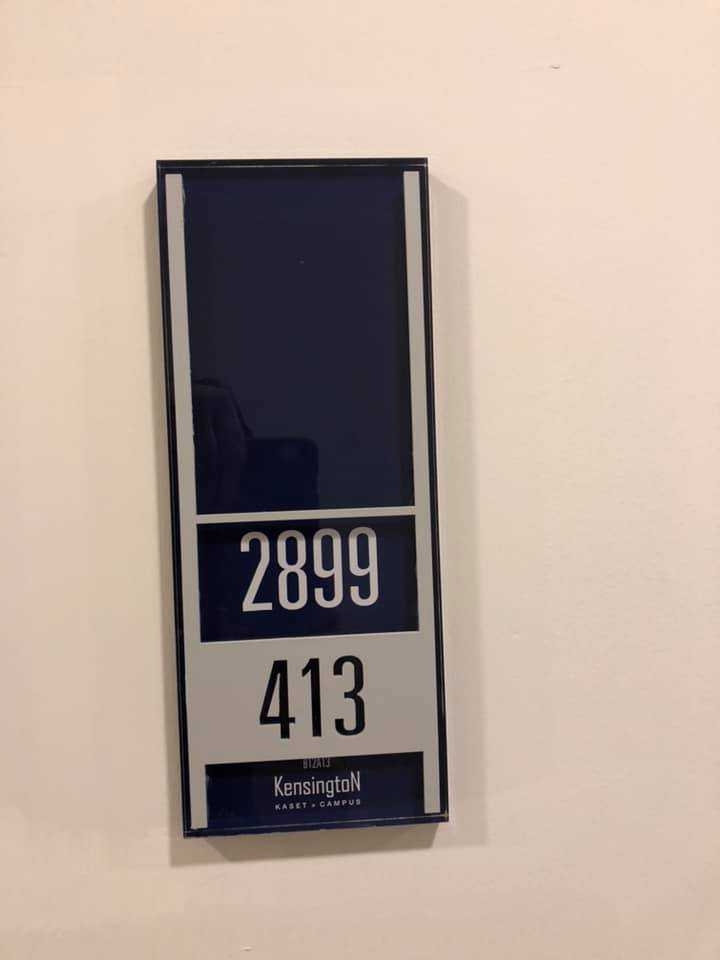 2899
413
B12A13
KensingtoN
KASET • CAMPUS